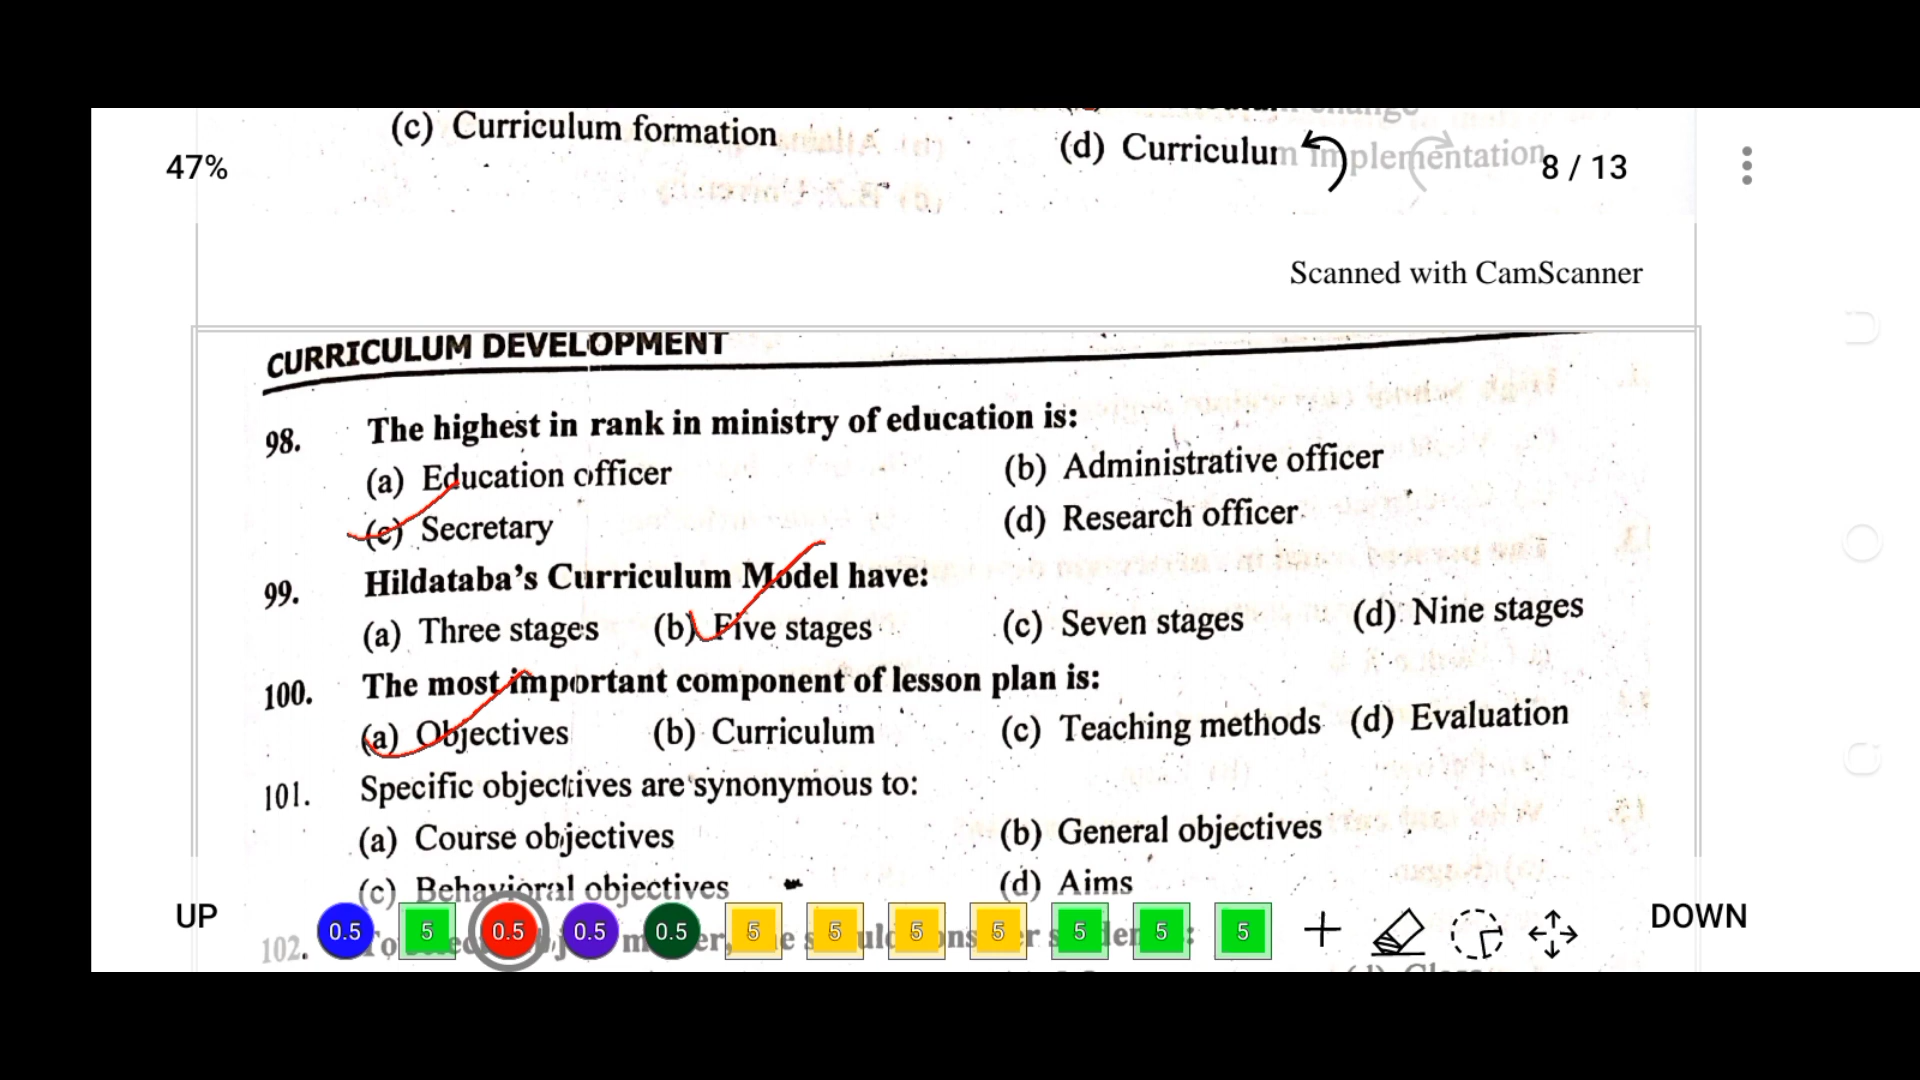 change
(c) Curriculum formation
(d) Curriculum implementation
47%
8 / 13
Scanned with CamScanner
CURRICULUM DEVELOPMENT
98. The highest in rank in ministry of education is:
(a) Education officer (b) Administrative officer
(c) Secretary (d) Research officer
99. Hildataba's Curriculum Model have:
(a) Three stages (b) Five stages (c) Seven stages (d) Nine stages
100. The most important component of lesson plan is:
(a) Objectives (b) Curriculum (c) Teaching methods (d) Evaluation
101. Specific objectives are synonymous to:
(a) Course objectives (b) General objectives
(c) Behavioral objectives (d) Aims
UP 0.5 5 0.5 0.5 0.5 5 5 5 5 5 5 5 DOWN
102. To